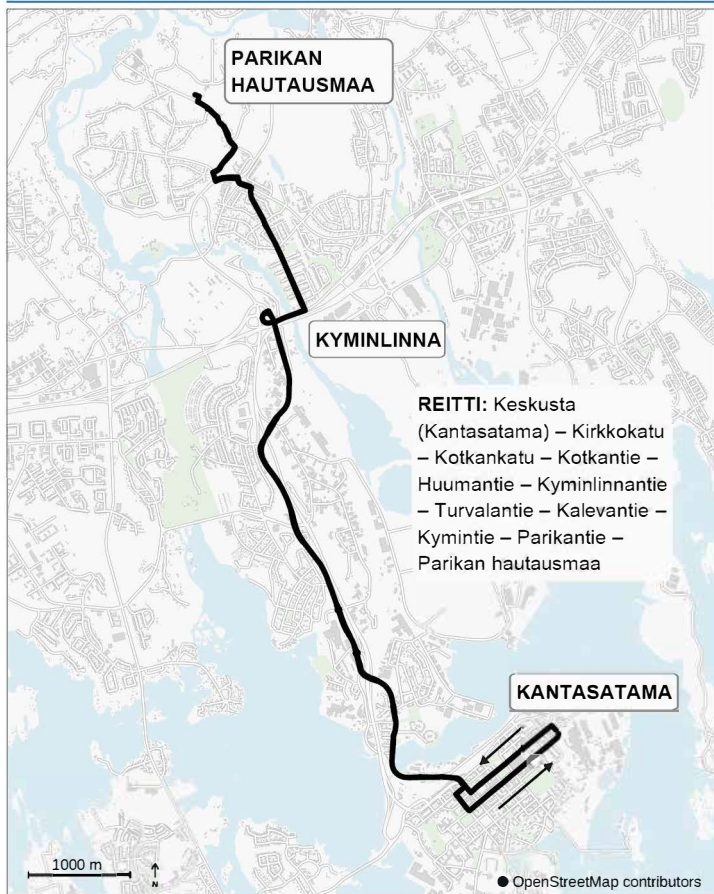 PARIKAN
HAUTAUSMAA
KYMINLINNA
REITTI: Keskusta
(Kantasatama) – Kirkkokatu
– Kotkankatu – Kotkantie –
Huumantie – Kyminlinnantie
– Turvalantie – Kalevantie –
Kymintie – Parikantie –
Parikan hautausmaa
KANTASATAMA
1000 m
N
OpenStreetMap contributors